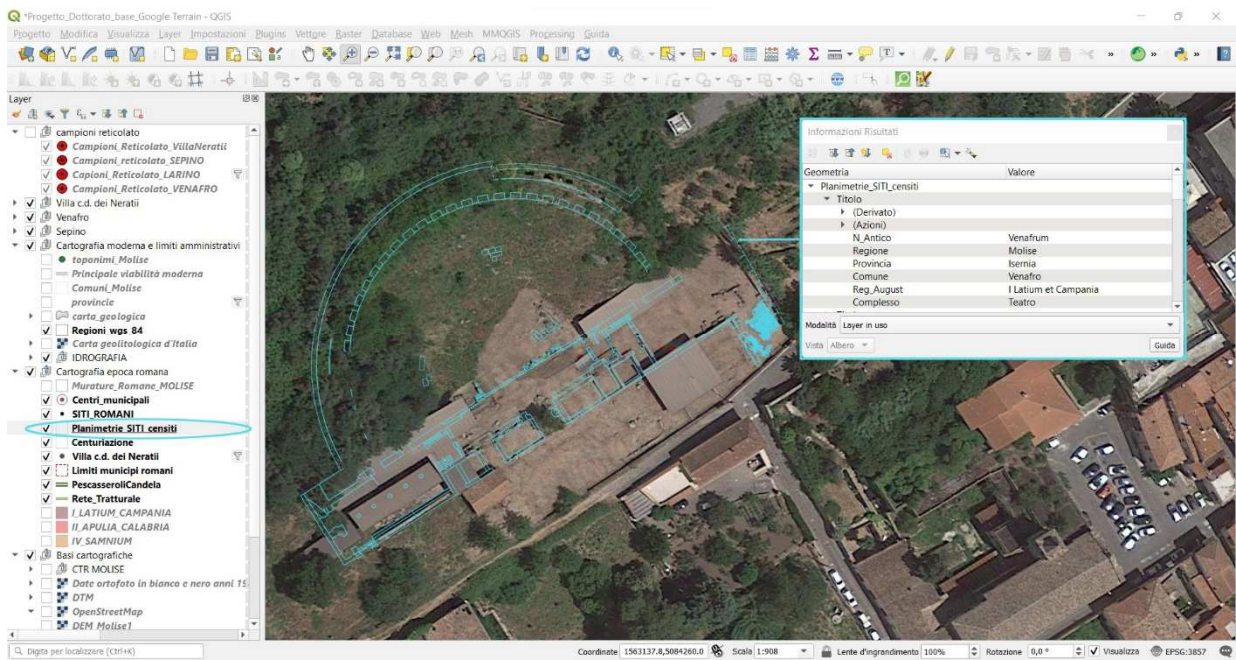 *Progetto_Dottorato_base_Google Terrain - QGIS
Progetto Modifica Visualizza Layer Impostazioni Plugins Vettore Raster Database Web Mesh MMQGIS Processing Guida
Layer
campioni reticolato
Campioni_Reticolato_VillaNeratii
Campioni_reticolato_SEPINO
Capioni_Reticolato_LARINO
Campioni_Reticolato_VENAFRO
Villa c.d. dei Neratii
Venafro
Sepino
Cartografia moderna e limiti amministrativi
toponimi_Molise
Principale viabilità moderna
Comuni_Molise
provincie
carta_geologica
Regioni wgs_84
Carta geolitologica d'Italia
IDROGRAFIA
Cartografia epoca romana
Murature_Romane_MOLISE
Centri_municipali
SITI_ROMANI
Planimetrie_SITI_censiti
Centuriazione
Villa c.d. dei Neratii
Limiti municipi romani
PescasseroliCandela
Rete_Tratturale
I_LATIUM_CAMPANIA
II_APULIA_CALABRIA
IV_SAMNIUM
Basi cartografiche
CTR MOLISE
Date ortofoto in bianco e nero anni 19
DTM
OpenStreetMap
DEM_Molise1
Informazioni Risultati
Geometria Valore
Planimetrie_SITI_censiti
Titolo
(Derivato)
(Azioni)
N_Antico Venafrum
Regione Molise
Provincia Isernia
Comune Venafro
Reg_August I Latium et Campania
Complesso Teatro
Modalità Layer in uso
Vista Albero Guida
Digita per localizzare (Ctrl+K) Coordinate 1563137.8,5084260.0 Scala 1:908 Lente d'ingrandimento 100% Rotazione 0,0 ° Visualizza EPSG:3857